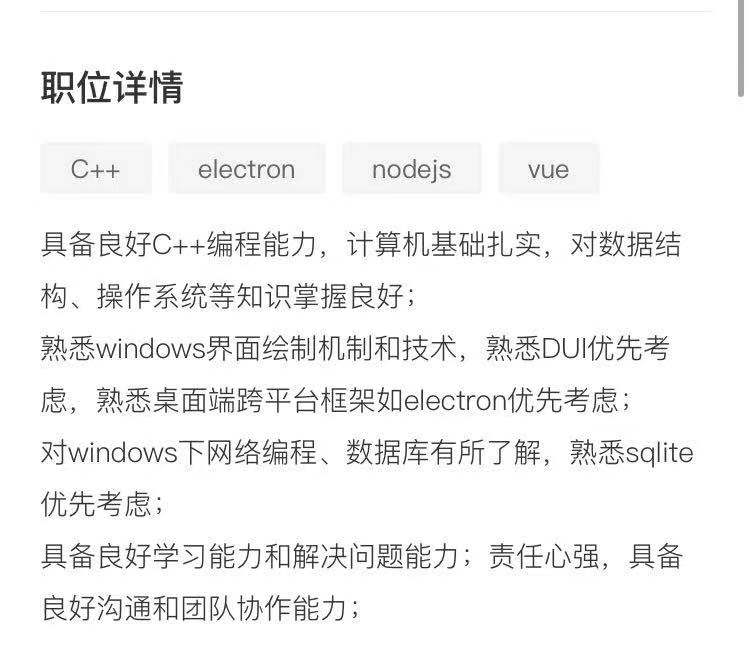 职位详情
C++ electron nodejs vue
具备良好C++编程能力，计算机基础扎实，对数据结
构、操作系统等知识掌握良好；
熟悉windows界面绘制机制和技术，熟悉DUI优先考
虑，熟悉桌面端跨平台框架如electron优先考虑；
对windows下网络编程、数据库有所了解，熟悉sqlite
优先考虑；
具备良好学习能力和解决问题能力；责任心强，具备
良好沟通和团队协作能力；